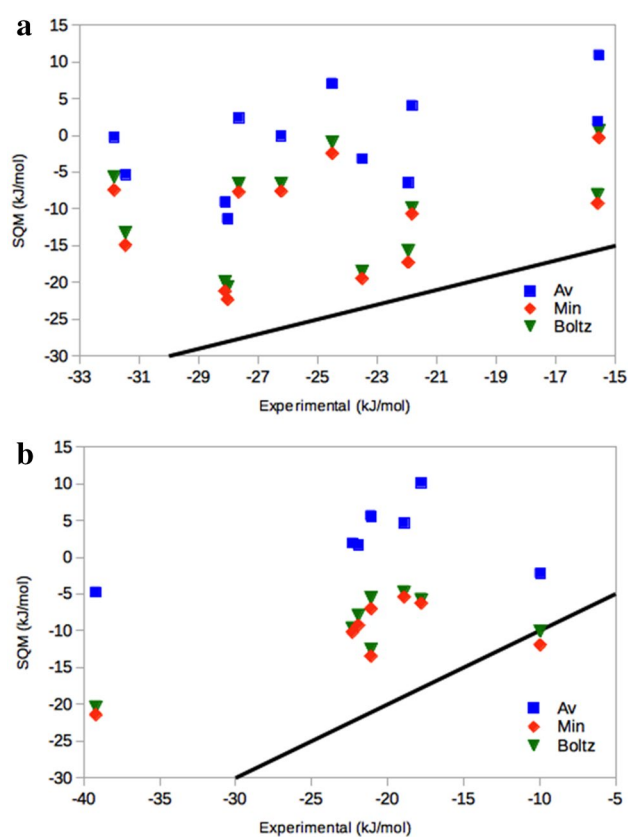 a
15
10
5
0
-5
-10
-15
-20
-25
-30
SQM (kJ/mol)
-33 -31 -29 -27 -25 -23 -21 -19 -17 -15
Experimental (kJ/mol)
Av
Min
Boltz
b
15
10
5
0
-5
-10
-15
-20
-25
-30
SQM (kJ/mol)
-40 -35 -30 -25 -20 -15 -10 -5
Experimental (kJ/mol)
Av
Min
Boltz